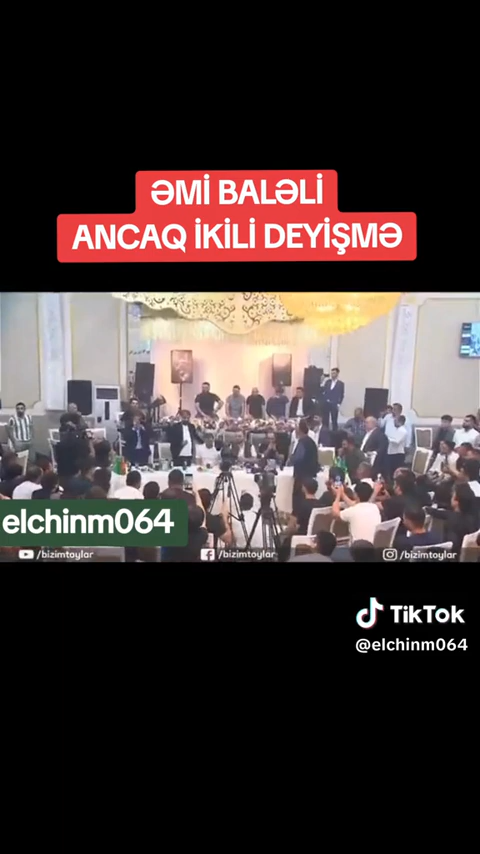 ƏMİ BALƏLİ
ANCAQ İKİLİ DEYİŞMƏ
elchinm064
/bizimtoylar
/bizimtoylar
/bizimtoylar
TikTok
@elchinm064